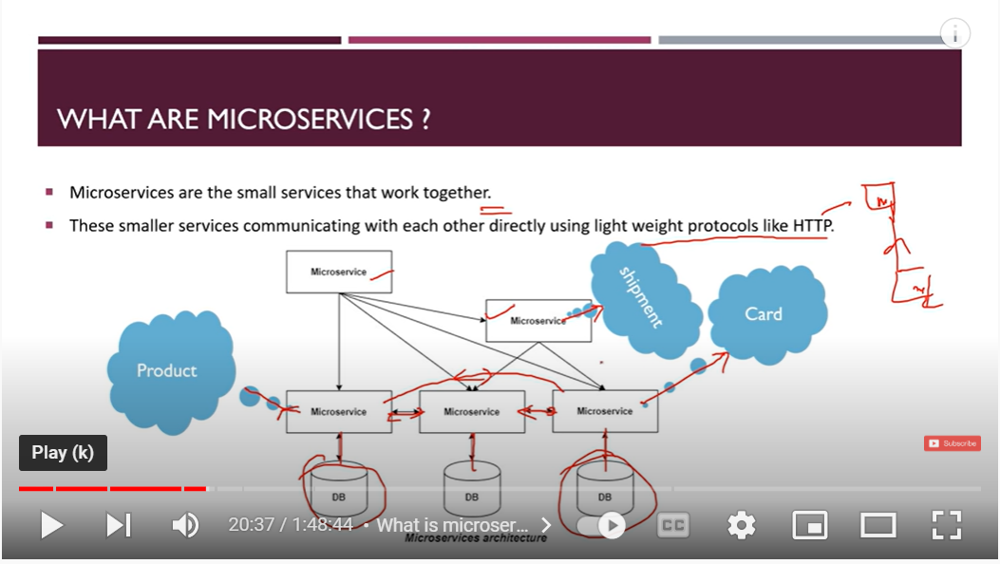 WHAT ARE MICROSERVICES ?
Microservices are the small services that work together.
These smaller services communicating with each other directly using light weight protocols like HTTP.
Microservice
shipment
Microservice
Card
Product
Microservice
Microservice
Microservice
Subscribe
Play (k)
DB
DB
DB
20:37 / 1:48:44 • What is microser...
CC
Microservices architecture